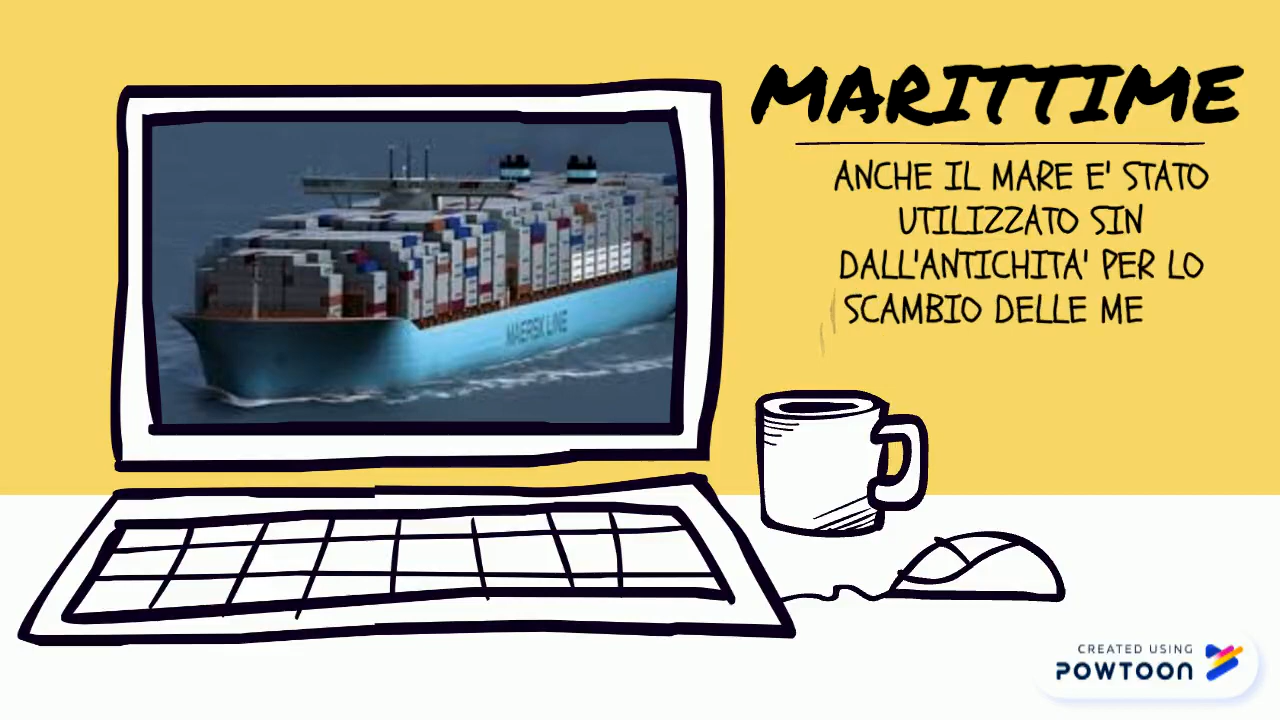 MARITTIME
ANCHE IL MARE E' STATO
UTILIZZATO SIN
DALL'ANTICHITA' PER LO
SCAMBIO DELLE ME
MAERSK LINE
CREATED USING
POWTOON